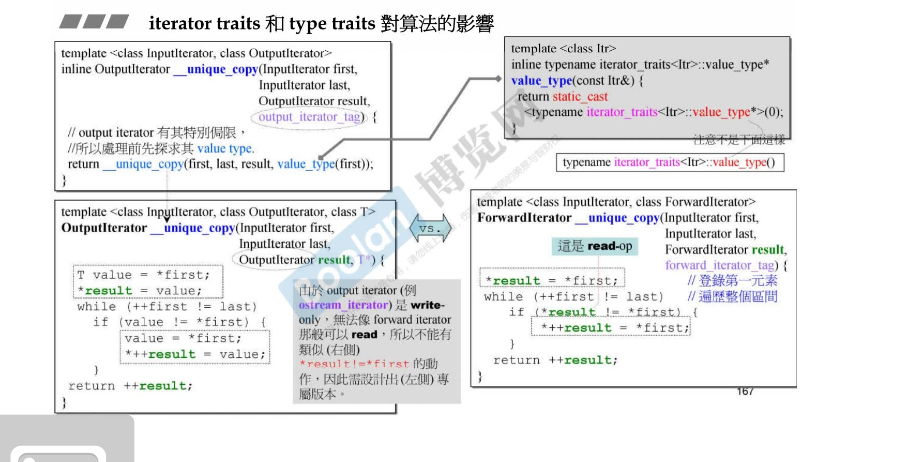 iterator traits 和 type traits 對算法的影響
template <class InputIterator, class OutputIterator>
inline OutputIterator __unique_copy(InputIterator first,
InputIterator last,
OutputIterator result,
output_iterator_tag) {
// output iterator 有其特別侷限，
//所以處理前先探求其 value type.
return __unique_copy(first, last, result, value_type(first));
}
template <class Itr>
inline typename iterator_traits<Itr>::value_type*
value_type(const Itr&) {
return static_cast
<typename iterator_traits<Itr>::value_type*>(0);
}
注意不是下面這樣
typename iterator_traits<Itr>::value_type()
template <class InputIterator, class OutputIterator, class T>
OutputIterator __unique_copy(InputIterator first,
InputIterator last,
OutputIterator result, T*) {
T value = *first;
*result = value;
while (++first != last)
if (value != *first) {
value = *first;
*++result = value;
}
return ++result;
}
vs.
由於 output iterator (例
ostream_iterator) 是 write-
only，無法像 forward iterator
那般可以 read，所以不能有
類似 (右側)
*result!=*first 的動
作，因此需設計出 (左側) 專
屬版本。
template <class InputIterator, class ForwardIterator>
ForwardIterator __unique_copy(InputIterator first,
InputIterator last,
ForwardIterator result,
forward_iterator_tag) {
這是 read-op
*result = *first; // 登錄第一元素
while (++first != last) // 遍歷整個區間
if (*result != *first) {
*++result = *first;
}
return ++result;
}
167
boolan 博览网